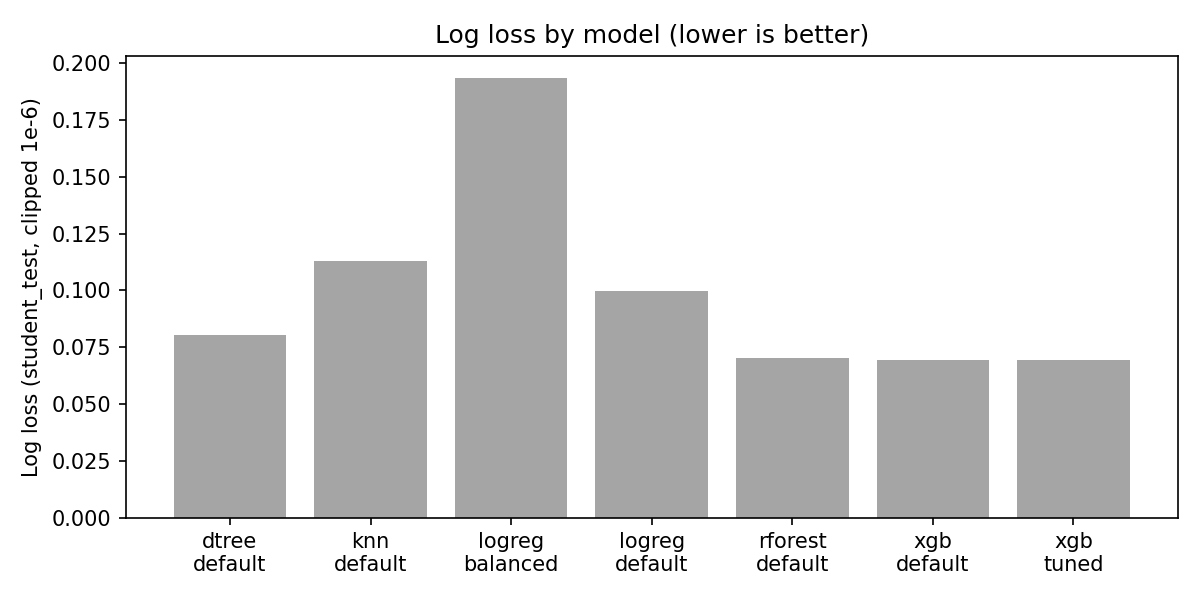 Log loss by model (lower is better)
Log loss (student_test, clipped 1e-6)
0.200
0.175
0.150
0.125
0.100
0.075
0.050
0.025
0.000
dtree
default
knn
default
logreg
balanced
logreg
default
rforest
default
xgb
default
xgb
tuned